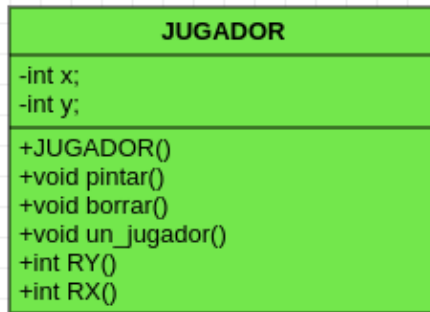 JUGADOR
-int x;
-int y;
+JUGADOR()
+void pintar()
+void borrar()
+void un_jugador()
+int RY()
+int RX()